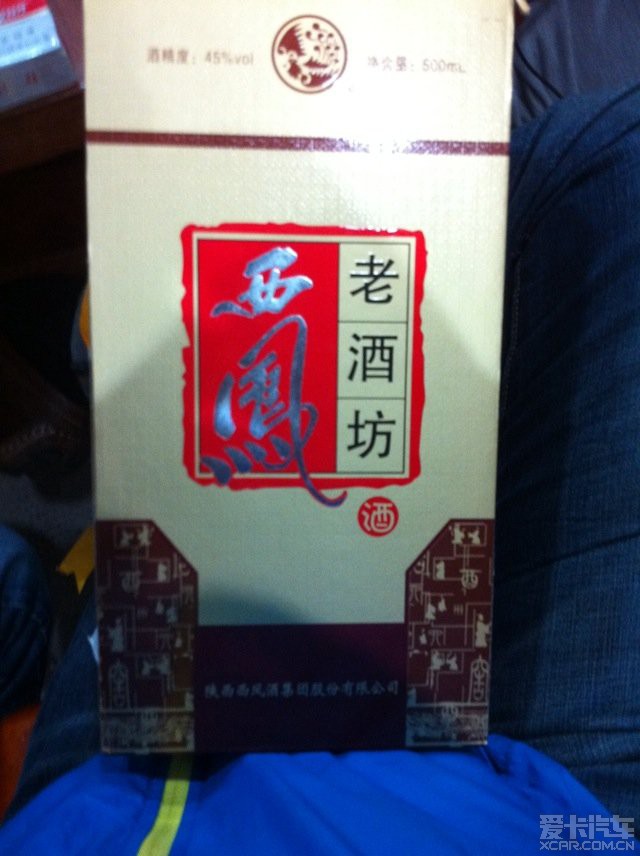 酒精度：45%vol
净含量：500mL
西鳳
老酒坊
酒
陕西西凤酒集团股份有限公司
爱卡汽车
XCAR.COM.CN